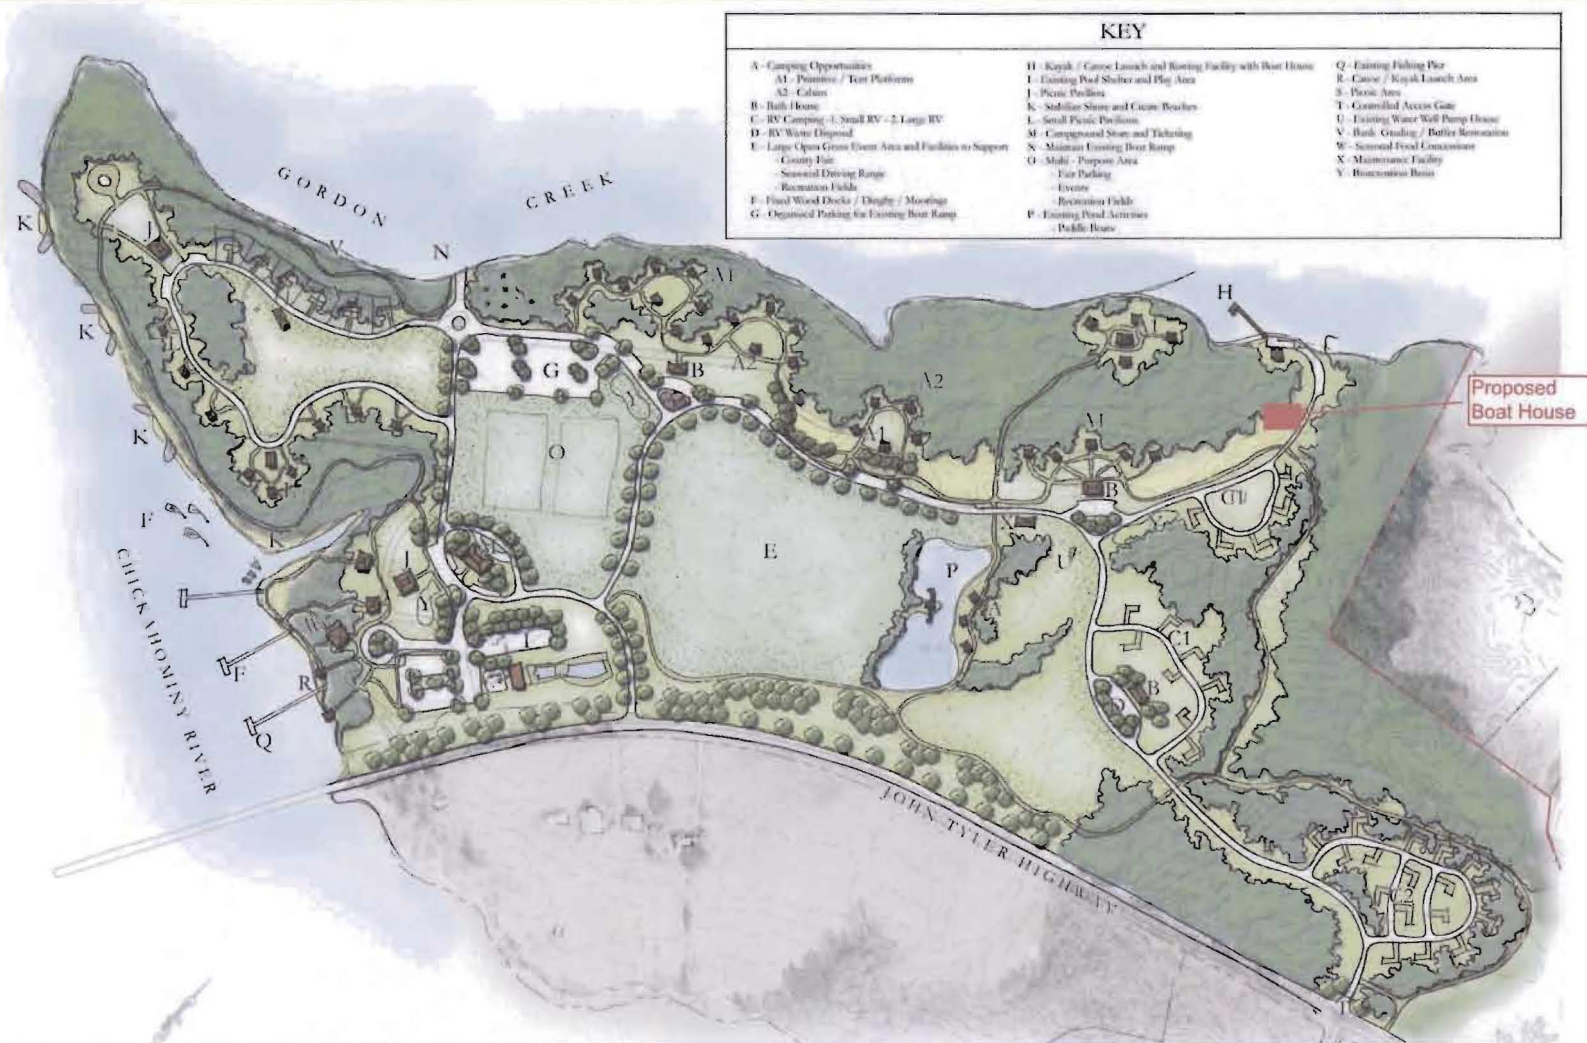 KEY
A - Camping Opportunities
A1 - Primitive / Tent Platforms
A2 - Cabins
B - Bath House
C - RV Camping - 1. Small RV - 2. Large RV
D - RV Waste Disposal
E - Large Open Grass Event Area and Facilities to Support
- County Fair
- Seasonal Driving Range
- Recreation Fields
F - Fixed Wood Docks / Dinghy / Moorings
G - Organized Parking for Existing Boat Ramp
H - Kayak / Canoe Launch and Rowing Facility with Boat House
I - Existing Pool Shelter and Play Area
J - Picnic Pavilion
K - Stabilize Shore and Create Beaches
L - Small Picnic Pavilions
M - Campground Store and Ticketing
N - Maintain Existing Boat Ramp
O - Multi - Purpose Area
- Fair Parking
- Events
- Recreation Fields
P - Existing Pond Activities
- Paddle Boats
Q - Existing Fishing Pier
R - Canoe / Kayak Launch Area
S - Picnic Area
T - Controlled Access Gate
U - Existing Water Well Pump House
V - Bank Grading / Buffer Restoration
W - Seasonal Food Concessions
X - Maintenance Facility
Y - Bioretention Basin
GORDON CREEK
K
J
V
N
S
A1
H
K
G
B
A2
A2
Proposed
Boat House
K
O
B
C1
F
K
E
X
U
P
J
C1
F
R
B
Q
CHICKAHOMINY RIVER
JOHN TYLER HIGHWAY
C2
T